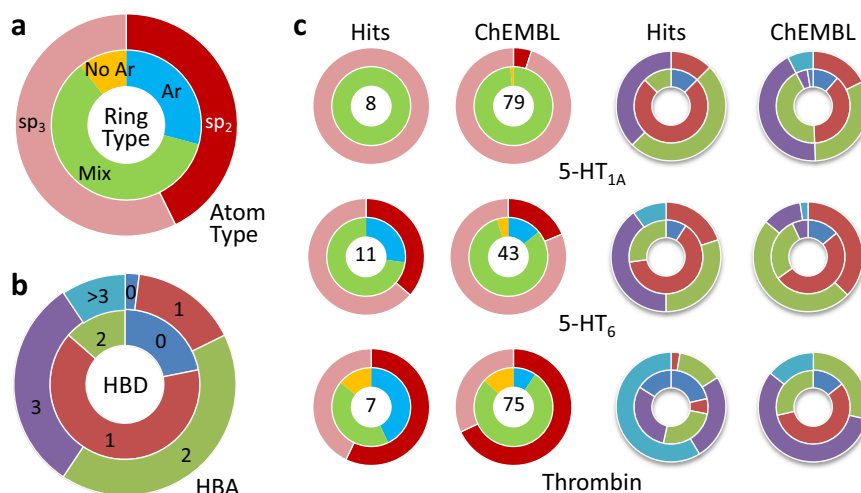 a
No Ar
Ar
Ring
Type
sp3
sp2
Mix
Atom
Type
b
>3
0
1
2
0
HBD
3
1
2
HBA
c
Hits
ChEMBL
Hits
ChEMBL
8
79
5-HT1A
11
43
5-HT6
7
75
Thrombin